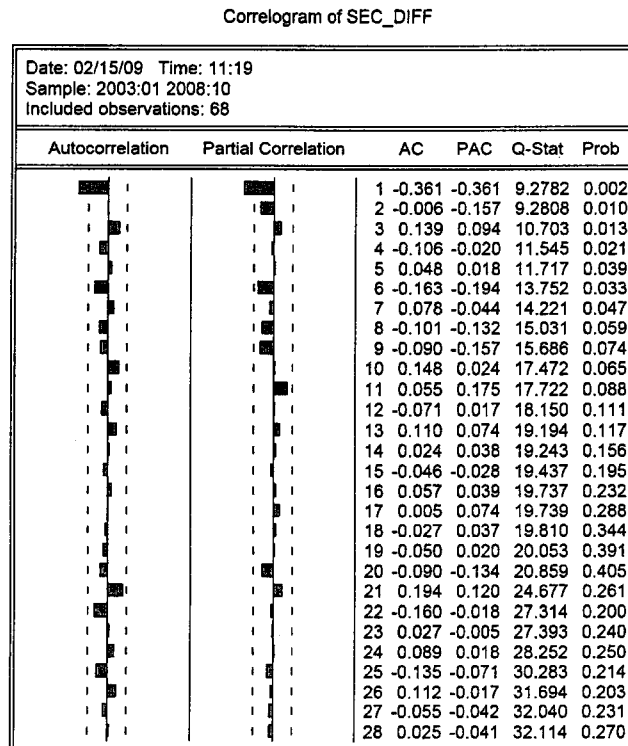 Correlogram of SEC_DIFF
Date: 02/15/09 Time: 11:19
Sample: 2003:01 2008:10
Included observations: 68
Autocorrelation Partial Correlation AC PAC Q-Stat Prob
1 -0.361 -0.361 9.2782 0.002
2 -0.006 -0.157 9.2808 0.010
3 0.139 0.094 10.703 0.013
4 -0.106 -0.020 11.545 0.021
5 0.048 0.018 11.717 0.039
6 -0.163 -0.194 13.752 0.033
7 0.078 -0.044 14.221 0.047
8 -0.101 -0.132 15.031 0.059
9 -0.090 -0.157 15.686 0.074
10 0.148 0.024 17.472 0.065
11 0.055 0.175 17.722 0.088
12 -0.071 0.017 18.150 0.111
13 0.110 0.074 19.194 0.117
14 0.024 0.038 19.243 0.156
15 -0.046 -0.028 19.437 0.195
16 0.057 0.039 19.737 0.232
17 0.005 0.074 19.739 0.288
18 -0.027 0.037 19.810 0.344
19 -0.050 0.020 20.053 0.391
20 -0.090 -0.134 20.859 0.405
21 0.194 0.120 24.677 0.261
22 -0.160 -0.018 27.314 0.200
23 0.027 -0.005 27.393 0.240
24 0.089 0.018 28.252 0.250
25 -0.135 -0.071 30.283 0.214
26 0.112 -0.017 31.694 0.203
27 -0.055 -0.042 32.040 0.231
28 0.025 -0.041 32.114 0.270